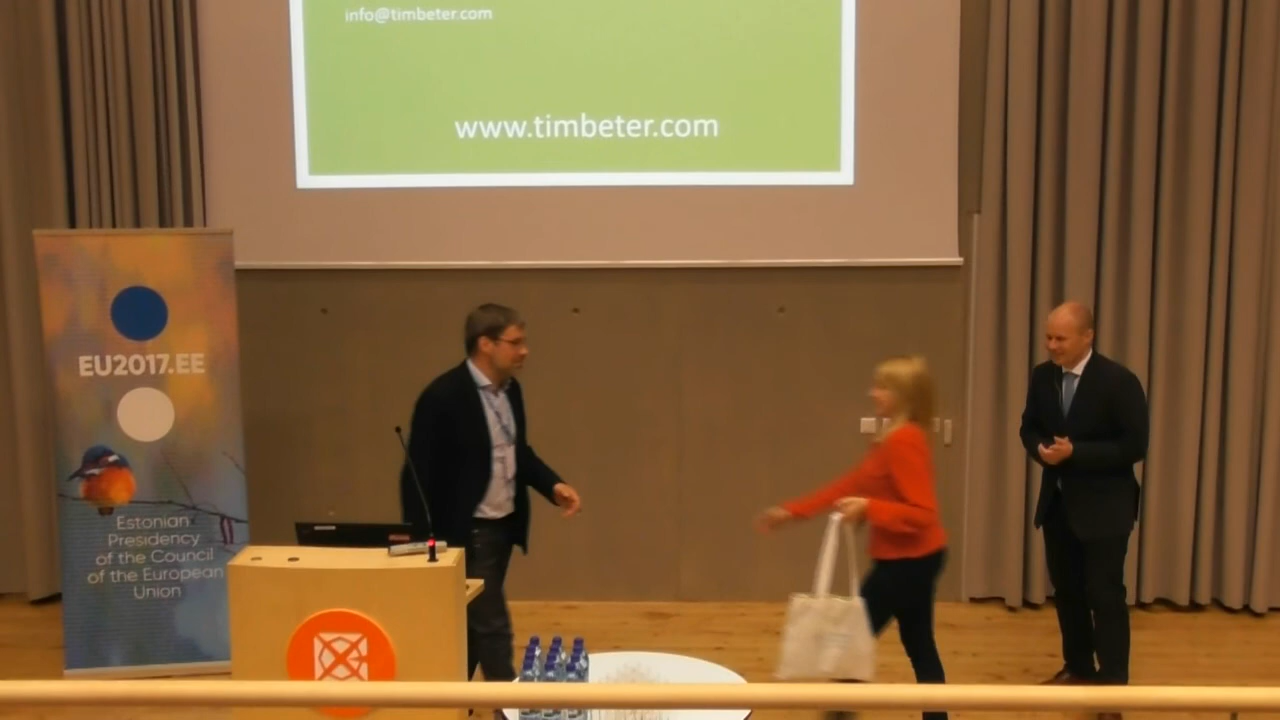 info@timbeter.com
www.timbeter.com
EU2017.EE
Estonian
Presidency
of the Council
of the European
Union